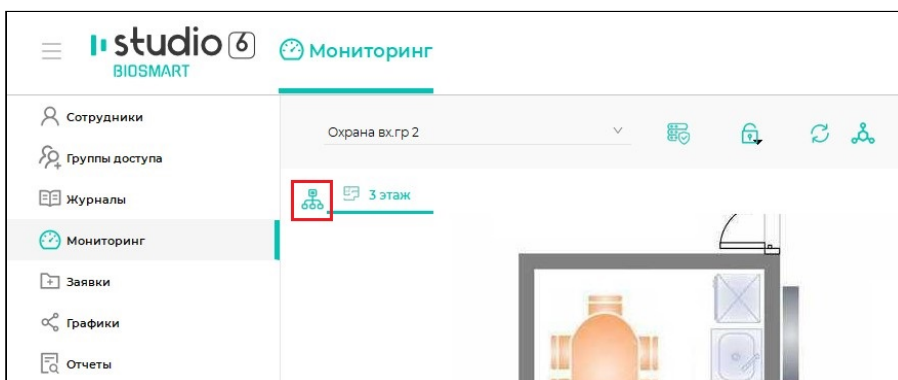 studio 6
BIOSMART
Мониторинг
Сотрудники
Группы доступа
Журналы
Мониторинг
Заявки
Графики
Отчеты
Охрана вх.гр 2
3 этаж